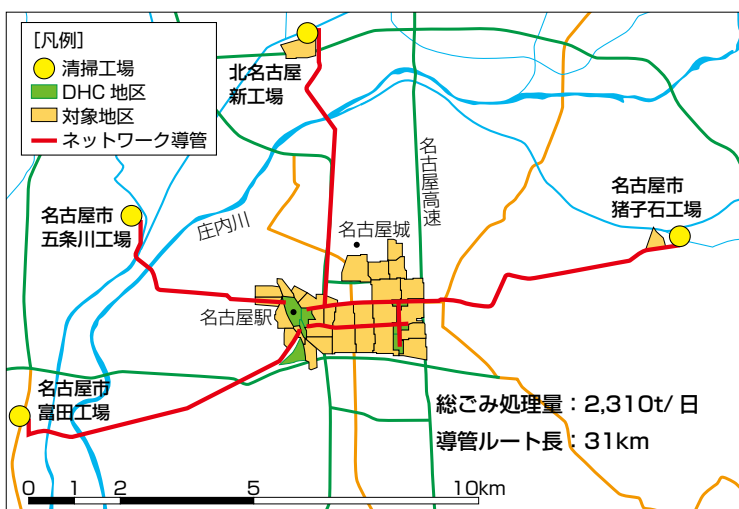 [凡例]
清掃工場
DHC 地区
対象地区
ネットワーク導管
北名古屋
新工場
名古屋高速
名古屋市
猪子石工場
名古屋市
五条川工場
庄内川
名古屋城
名古屋駅
名古屋市
富田工場
総ごみ処理量：2,310t/ 日
導管ルート長：31km
0 1 2 5 10km